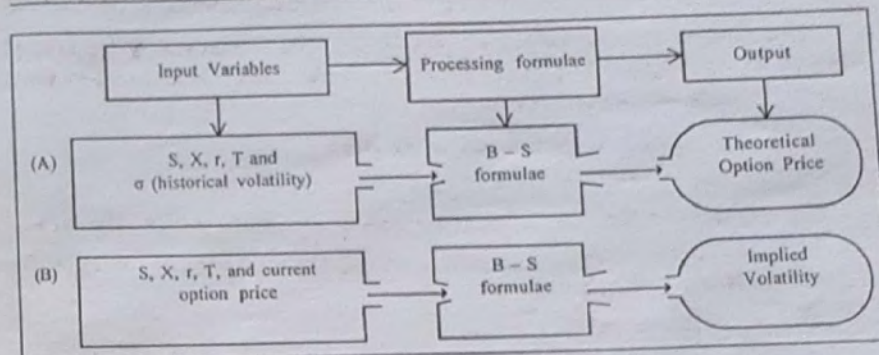 Input Variables
Processing formulae
Output
(A)
S, X, r, T and
σ (historical volatility)
B – S
formulae
Theoretical
Option Price
(B)
S, X, r, T, and current
option price
B – S
formulae
Implied
Volatility